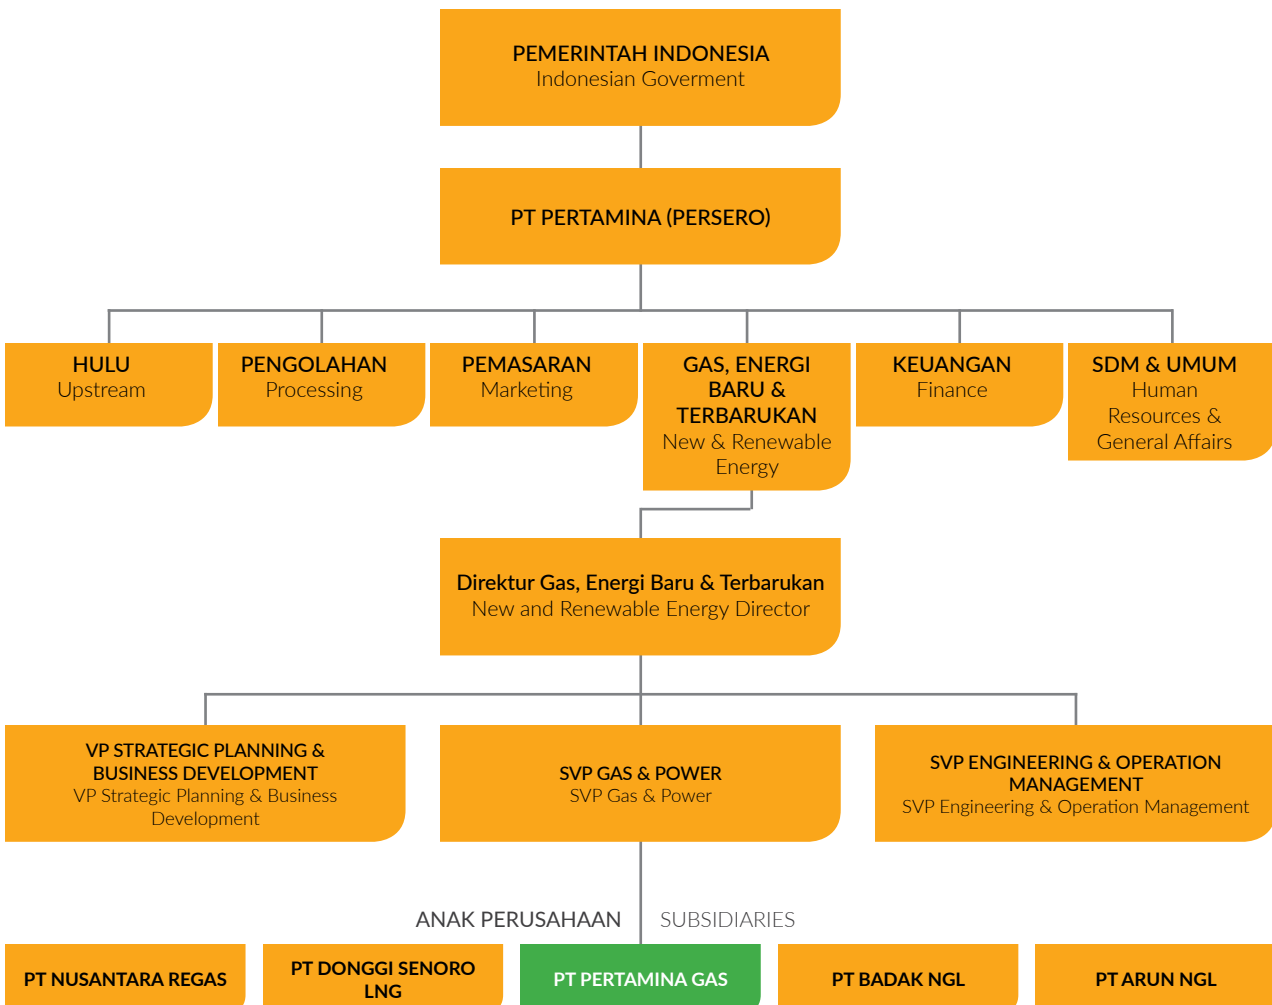 PEMERINTAH INDONESIA
Indonesian Goverment
PT PERTAMINA (PERSERO)
HULU
Upstream
PENGOLAHAN
Processing
PEMASARAN
Marketing
GAS, ENERGI
BARU &
TERBARUKAN
New & Renewable
Energy
KEUANGAN
Finance
SDM & UMUM
Human
Resources &
General Affairs
Direktur Gas, Energi Baru & Terbarukan
New and Renewable Energy Director
VP STRATEGIC PLANNING &
BUSINESS DEVELOPMENT
VP Strategic Planning & Business
Development
SVP GAS & POWER
SVP Gas & Power
SVP ENGINEERING & OPERATION
MANAGEMENT
SVP Engineering & Operation Management
ANAK PERUSAHAAN
SUBSIDIARIES
PT NUSANTARA REGAS
PT DONGGI SENORO
LNG
PT PERTAMINA GAS
PT BADAK NGL
PT ARUN NGL